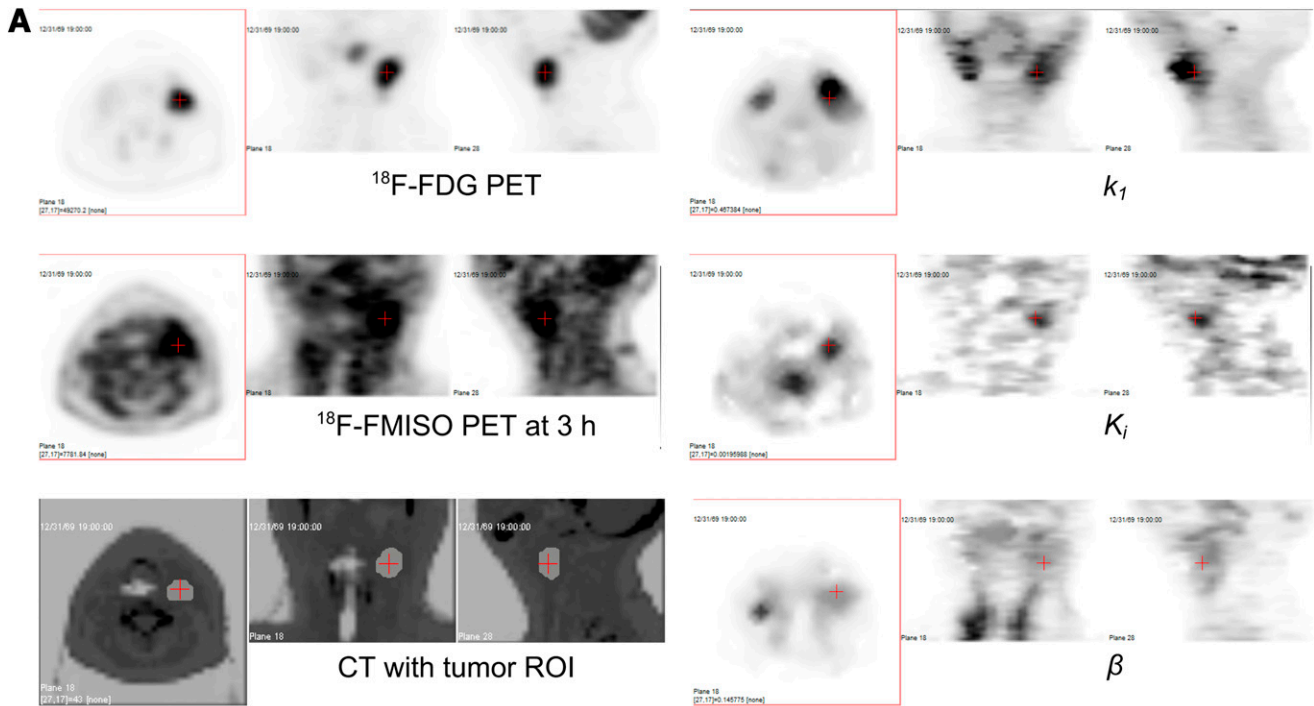 A
12/31/69 19:00:00 12/31/69 19:00:00 12/31/69 19:00:00
Plane 18 Plane 28
Plane 18
[27,17]=49270.2 [none]
18F-FDG PET
12/31/69 19:00:00 12/31/69 19:00:00 12/31/69 19:00:00
Plane 18 Plane 28
Plane 18
[27,17]=0.467384 [none]
k1
12/31/69 19:00:00 12/31/69 19:00:00 12/31/69 19:00:00
Plane 18 Plane 28
Plane 18
[27,17]=7781.84 [none]
18F-FMISO PET at 3 h
12/31/69 19:00:00 12/31/69 19:00:00 12/31/69 19:00:00
Plane 18 Plane 28
Plane 18
[27,17]=0.00195988 [none]
Ki
12/31/69 19:00:00 12/31/69 19:00:00 12/31/69 19:00:00
Plane 18 Plane 28
Plane 18
[27,17]=43 [none]
CT with tumor ROI
12/31/69 19:00:00 12/31/69 19:00:00 12/31/69 19:00:00
Plane 18 Plane 28
Plane 18
[27,17]=0.145775 [none]
β